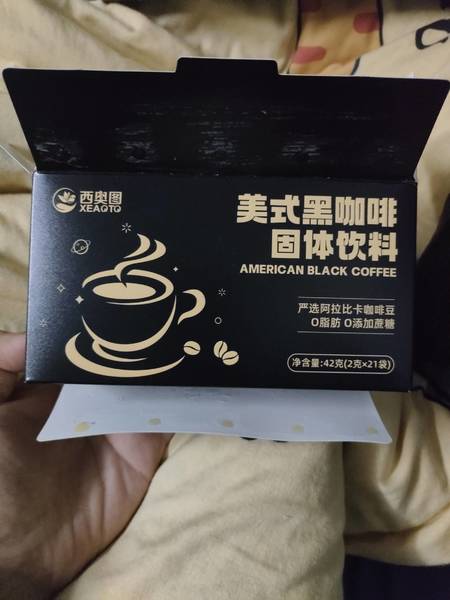 西奥图
XEAQTQ
美式黑咖啡
固体饮料
AMERICAN BLACK COFFEE
严选阿拉比卡咖啡豆
0脂肪 0添加蔗糖
净含量:42克(2克×21袋)